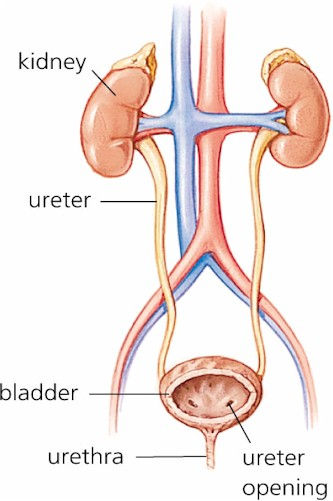 kidney
ureter
bladder
urethra
ureter
opening